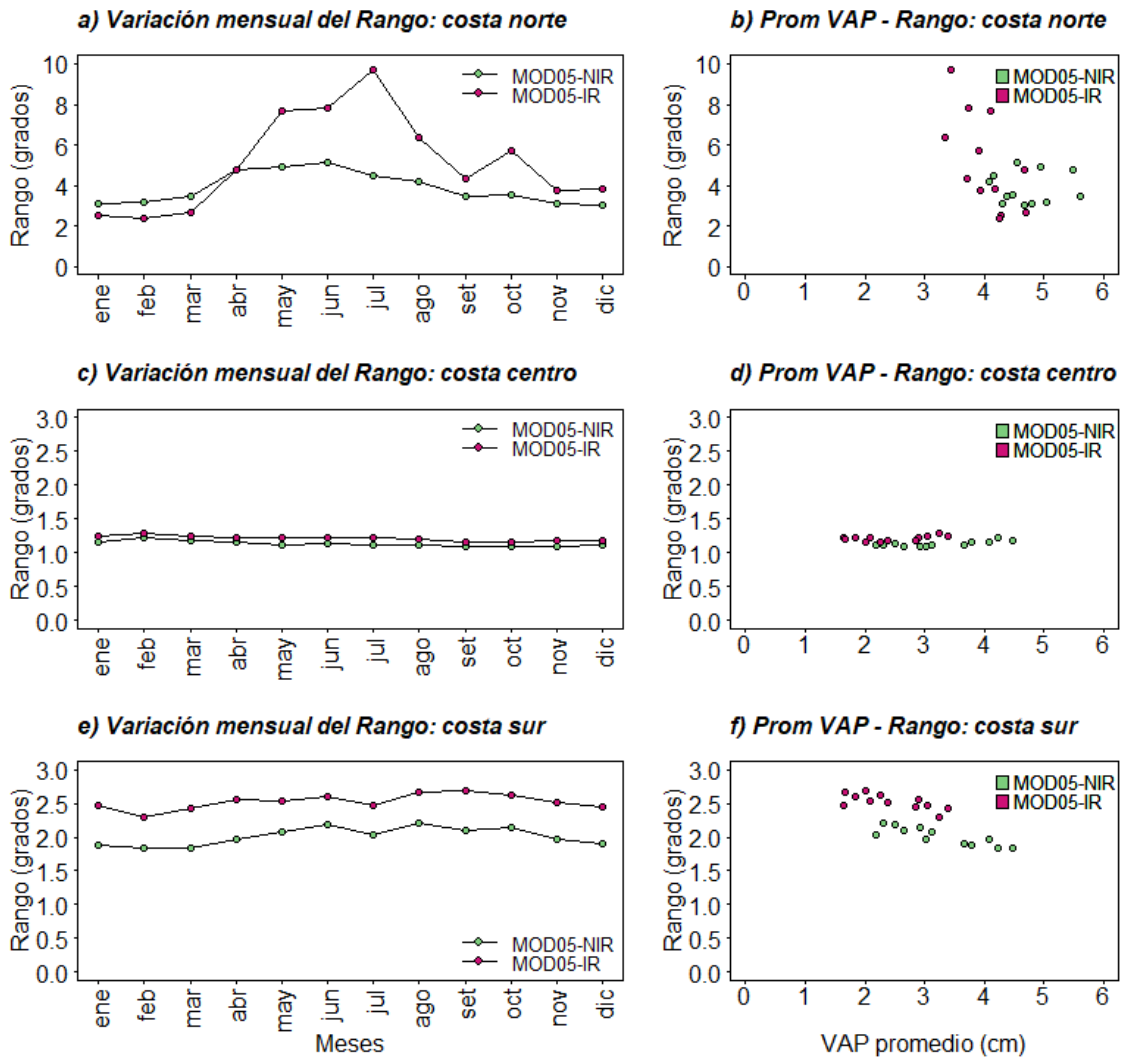 a) Variación mensual del Rango: costa norte
Rango (grados)
10
8
6
4
2
0
MOD05-NIR
MOD05-IR
ene
feb
mar
abr
may
jun
jul
ago
set
oct
nov
dic
b) Prom VAP - Rango: costa norte
Rango (grados)
10
8
6
4
2
0
MOD05-NIR
MOD05-IR
0 1 2 3 4 5 6
c) Variación mensual del Rango: costa centro
Rango (grados)
3.0
2.5
2.0
1.5
1.0
0.5
0.0
MOD05-NIR
MOD05-IR
ene
feb
mar
abr
may
jun
jul
ago
set
oct
nov
dic
d) Prom VAP - Rango: costa centro
Rango (grados)
3.0
2.5
2.0
1.5
1.0
0.5
0.0
MOD05-NIR
MOD05-IR
0 1 2 3 4 5 6
e) Variación mensual del Rango: costa sur
Rango (grados)
3.0
2.5
2.0
1.5
1.0
0.5
0.0
MOD05-NIR
MOD05-IR
ene
feb
mar
abr
may
jun
jul
ago
set
oct
nov
dic
Meses
f) Prom VAP - Rango: costa sur
Rango (grados)
3.0
2.5
2.0
1.5
1.0
0.5
0.0
MOD05-NIR
MOD05-IR
0 1 2 3 4 5 6
VAP promedio (cm)